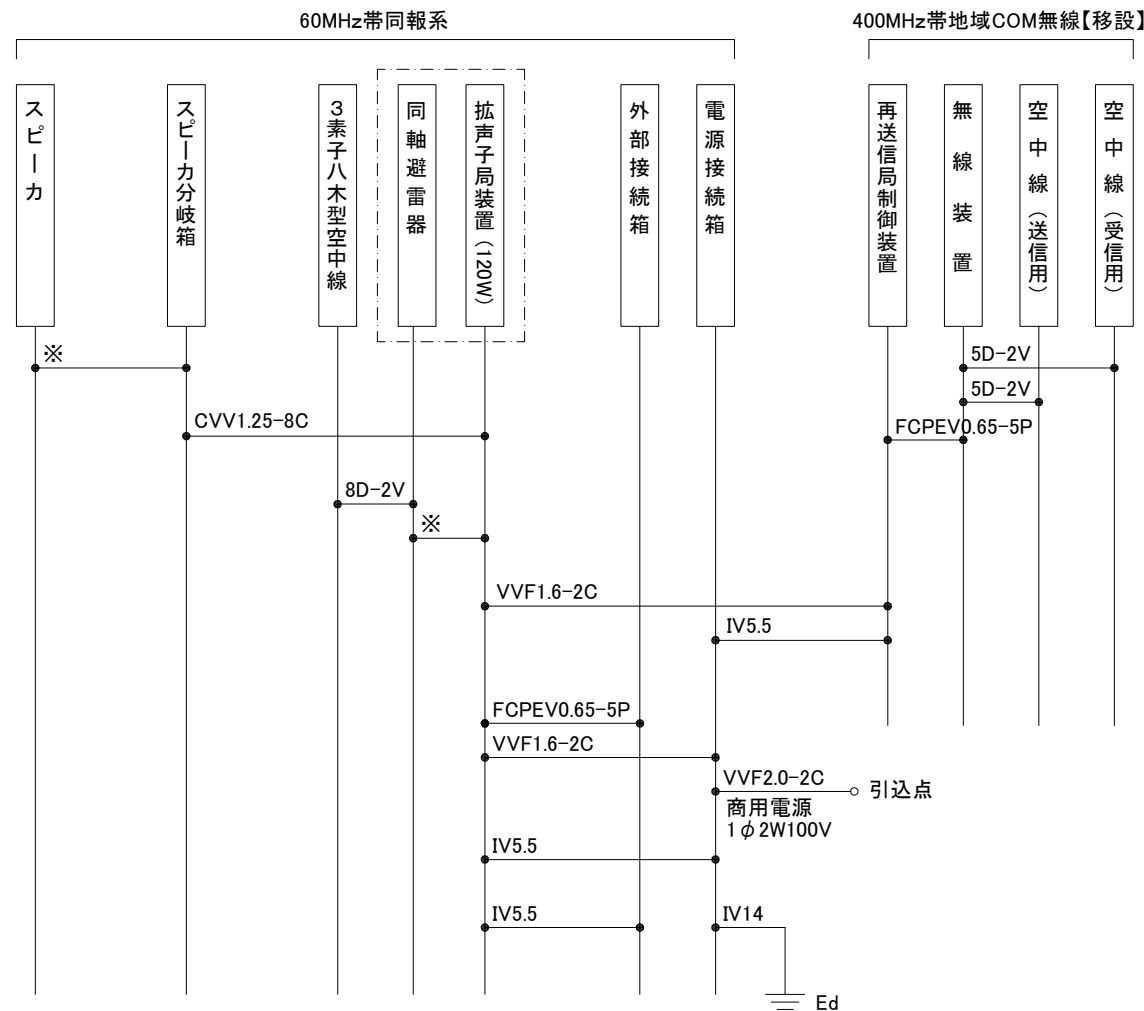 60MHz帯同報系
400MHz帯地域COM無線【移設】
スピーカ
スピーカ分岐箱
3素子八木型空中線
同軸避雷器
拡声子局装置(120W)
外部接続箱
電源接続箱
再送信局制御装置
無線装置
空中線(送信用)
空中線(受信用)
※
5D-2V
5D-2V
CVV1.25-8C
FCPEV0.65-5P
8D-2V
※
VVF1.6-2C
IV5.5
FCPEV0.65-5P
VVF1.6-2C
VVF2.0-2C
引込点
商用電源
1φ2W100V
IV5.5
IV5.5
IV14
Ed